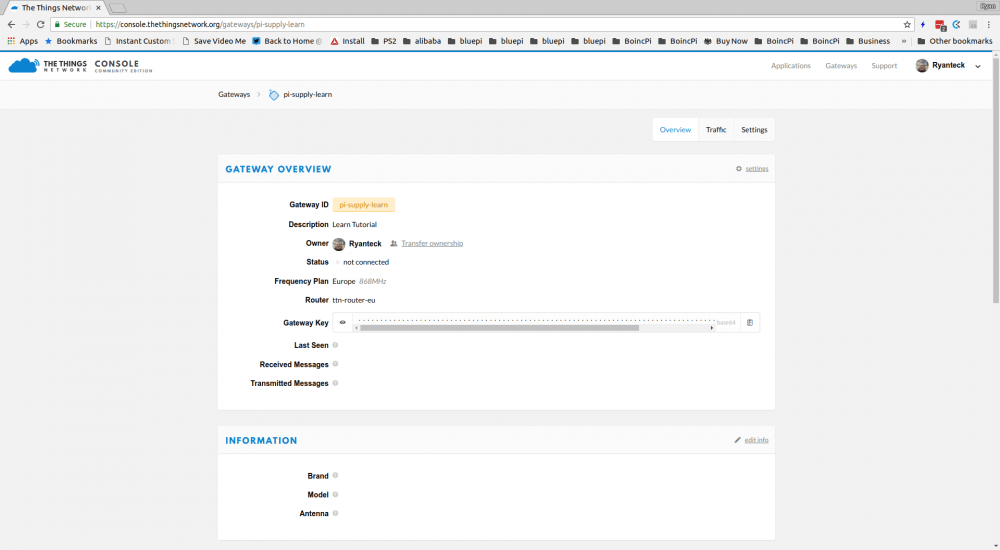 The Things Network
Ryan
Secure https://console.thethingsnetwork.org/gateways/pi-supply-learn
2
Apps Bookmarks Instant Custom Save Video Me Back to Home @ Install PS2 alibaba bluepi bluepi bluepi bluepi BoincPi BoincPi Buy Now BoincPi BoincPi Business » Other bookmarks
THE THINGS NETWORK CONSOLE COMMUNITY EDITION Applications Gateways Support Ryanteck
Gateways pi-supply-learn
Overview Traffic Settings
GATEWAY OVERVIEW settings
Gateway ID pi-supply-learn
Description Learn Tutorial
Owner Ryanteck Transfer ownership
Status not connected
Frequency Plan Europe 868MHz
Router ttn-router-eu
Gateway Key base64
Last Seen
Received Messages
Transmitted Messages
INFORMATION edit info
Brand
Model
Antenna